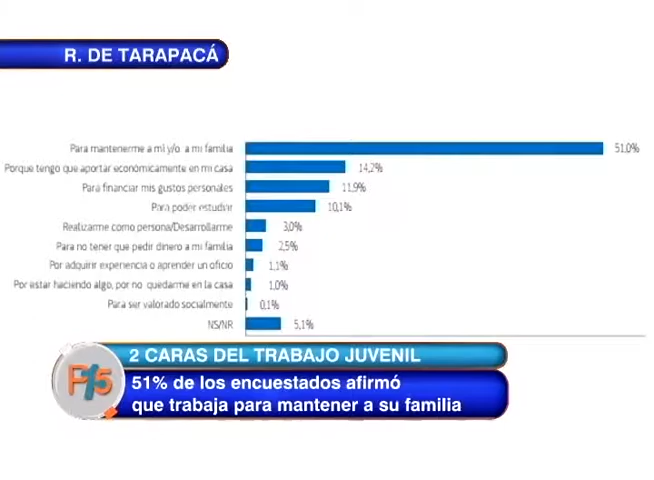 R. DE TARAPACÁ
Para mantenerme a mi y/o a mi familia 51,0%
Porque tengo que aportar económicamente en mi casa 14,2%
Para financiar mis gustos personales 11,9%
Para poder estudiar 10,1%
Realizarme como persona/Desarrollarme 3,0%
Para no tener que pedir dinero a mi familia 2,5%
Por adquirir experiencia o aprender un oficio 1,1%
Por estar haciendo algo, por no quedarme en la casa 1,0%
Para ser valorado socialmente 0,1%
NS/NR 5,1%
2 CARAS DEL TRABAJO JUVENIL
51% de los encuestados afirmó
que trabaja para mantener a su familia